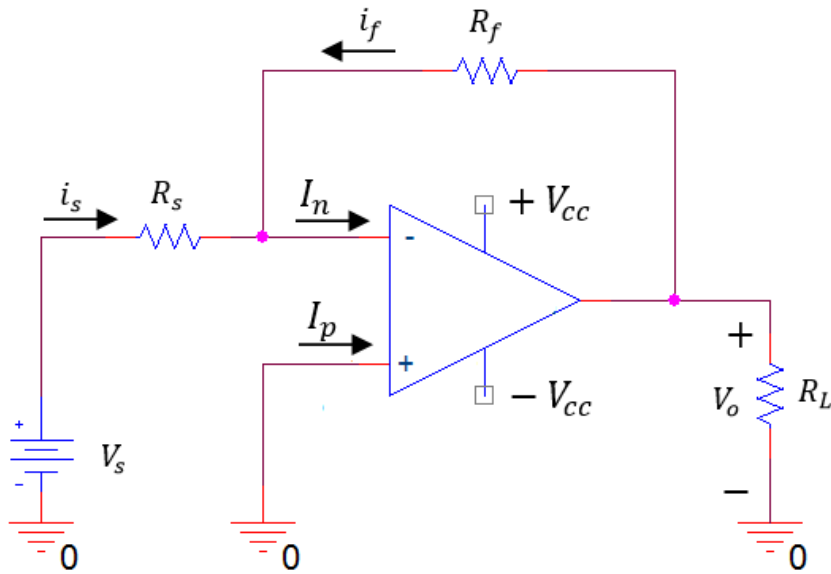 i_f
R_f
i_s
R_s
I_n
+ V_cc
-
I_p
+
+
− V_cc
V_o
R_L
+
V_s
-
−
0
0
0